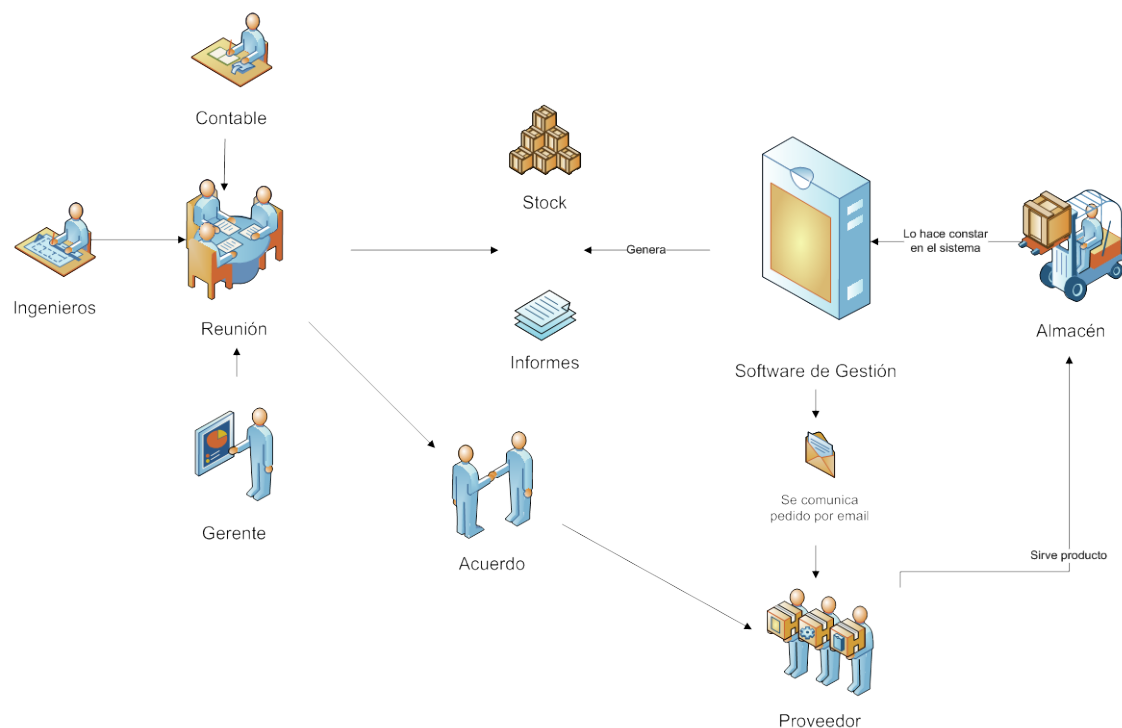 Contable
Stock
Genera
Lo hace constar
en el sistema
Ingenieros
Reunión
Informes
Software de Gestión
Almacén
Se comunica
pedido por email
Gerente
Acuerdo
Sirve producto
Proveedor